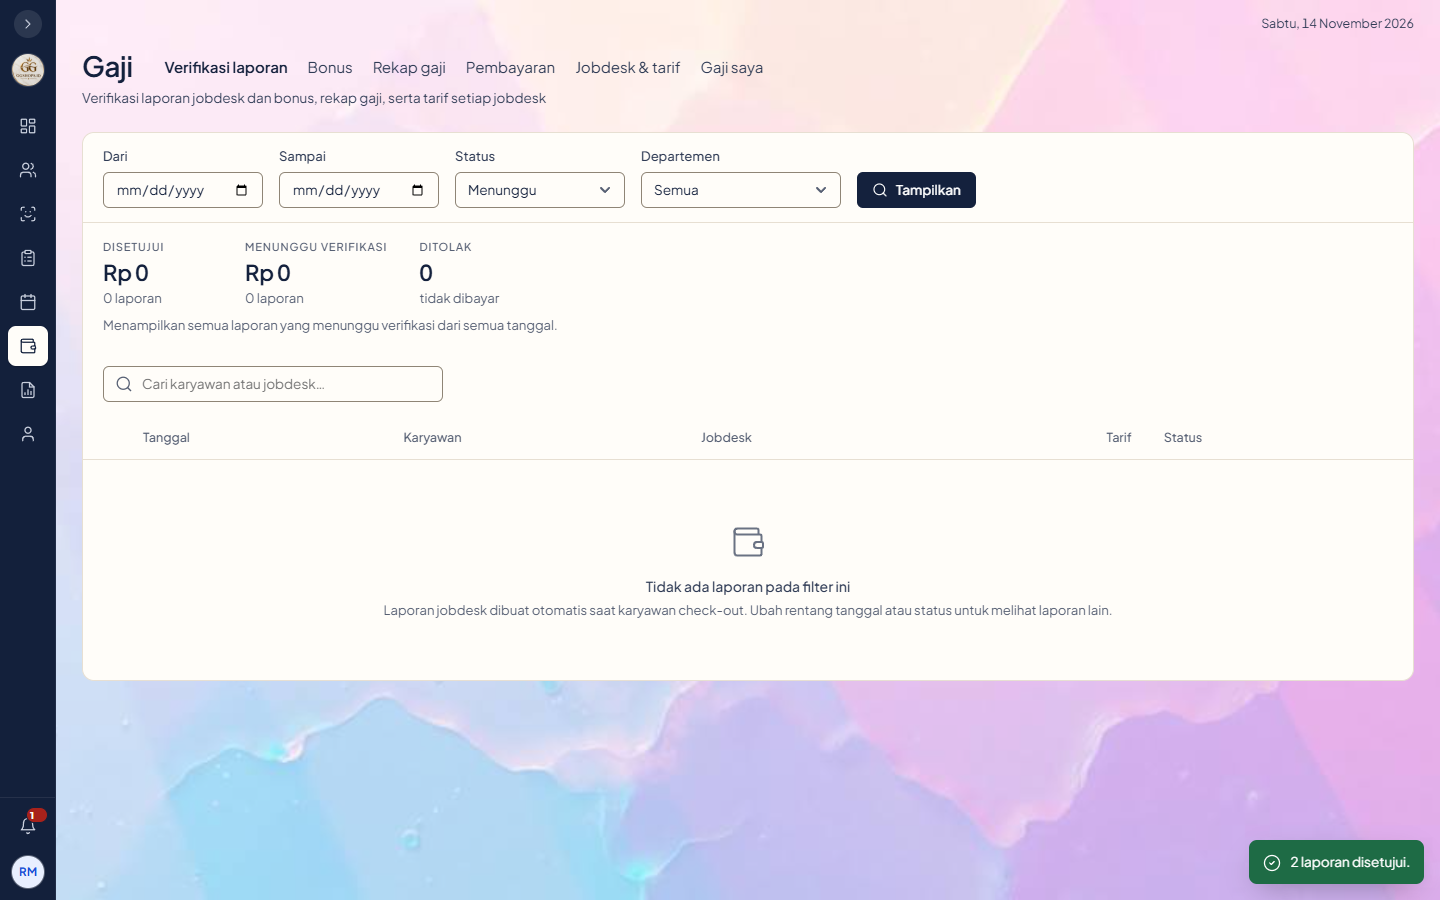 Sabtu, 14 November 2026
Gaji
Verifikasi laporan
Bonus
Rekap gaji
Pembayaran
Jobdesk & tarif
Gaji saya
Verifikasi laporan jobdesk dan bonus, rekap gaji, serta tarif setiap jobdesk
Dari
Sampai
Status
Departemen
mm/dd/yyyy
mm/dd/yyyy
Menunggu
Semua
Tampilkan
DISETUJUI
MENUNGGU VERIFIKASI
DITOLAK
Rp 0
Rp 0
0
0 laporan
0 laporan
tidak dibayar
Menampilkan semua laporan yang menunggu verifikasi dari semua tanggal.
Cari karyawan atau jobdesk...
Tanggal
Karyawan
Jobdesk
Tarif
Status
Tidak ada laporan pada filter ini
Laporan jobdesk dibuat otomatis saat karyawan check-out. Ubah rentang tanggal atau status untuk melihat laporan lain.
1
RM
2 laporan disetujui.